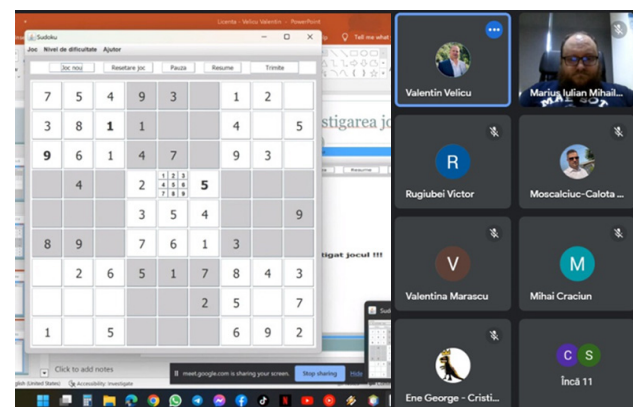 Licenta - Velicu Valentin - PowerPoint
Sudoku
Tell me what
Joc Nivel de dificultate Ajutor
Joc nou Resetare joc Pauza Resume Trimite
7 5 4 9 3 1 2
3 8 1 1 4 5
9 6 1 4 7 9 3
4 2 1 2 3 4 5 6 7 8 9 5
3 5 4 9
8 9 7 6 1 3
2 6 5 1 7 8 4 3
2 5 7
1 5 6 9 2
stigarea jo
tigat jocul !!!
Click to add notes
glish (United States) Accessibility: Investigate
meet.google.com is sharing your screen. Stop sharing Hide
Valentin Velicu
Marius Iulian Mihail...
R
Rugiubei Victor
Moscalciuc-Calota ...
V
Valentina Marascu
M
Mihai Craciun
Ene George - Cristi...
C S
Încă 11